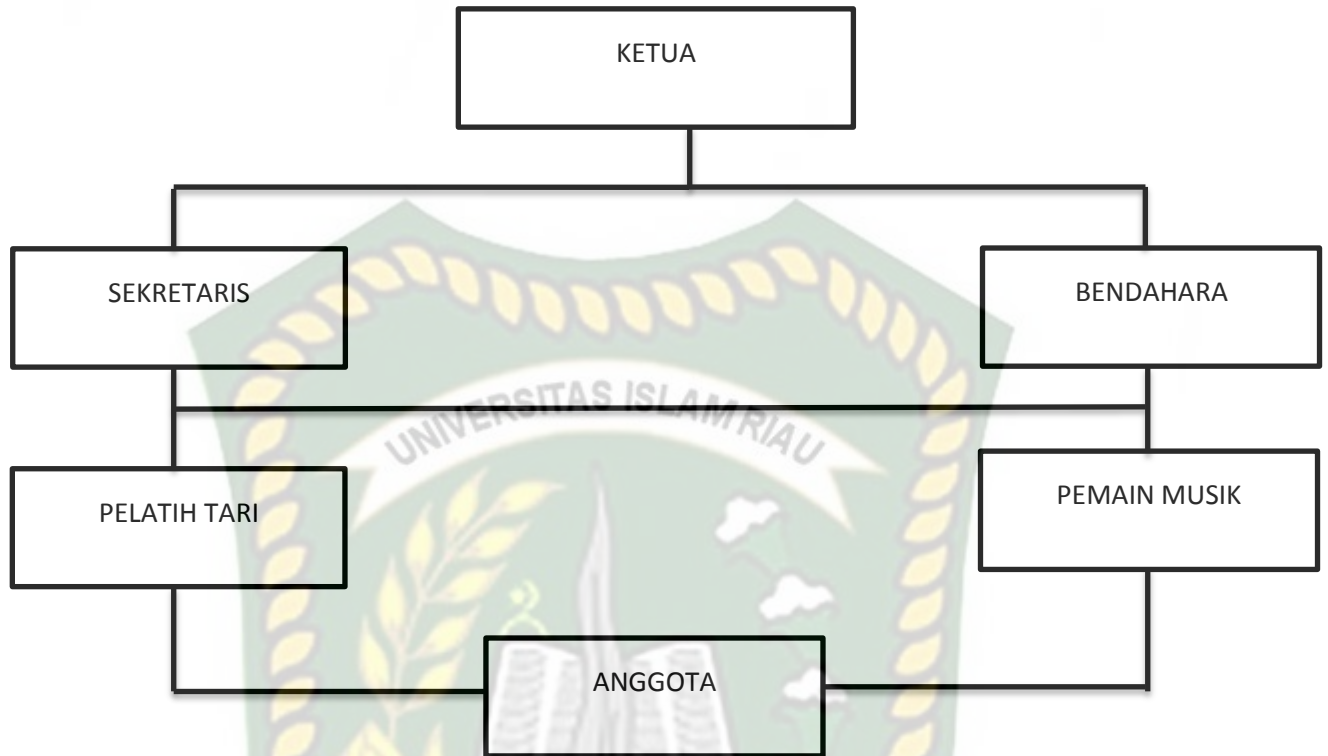 KETUA
SEKRETARIS
BENDAHARA
UNIVERSITAS ISLAM RIAU
PELATIH TARI
PEMAIN MUSIK
ANGGOTA